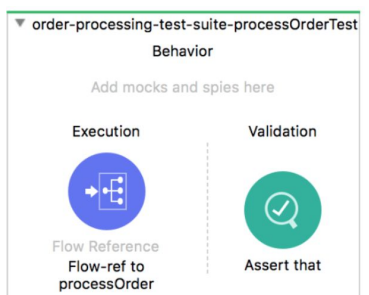 order-processing-test-suite-processOrderTest
Behavior
Add mocks and spies here
Execution
Validation
Flow Reference
Flow-ref to
processOrder
Assert that